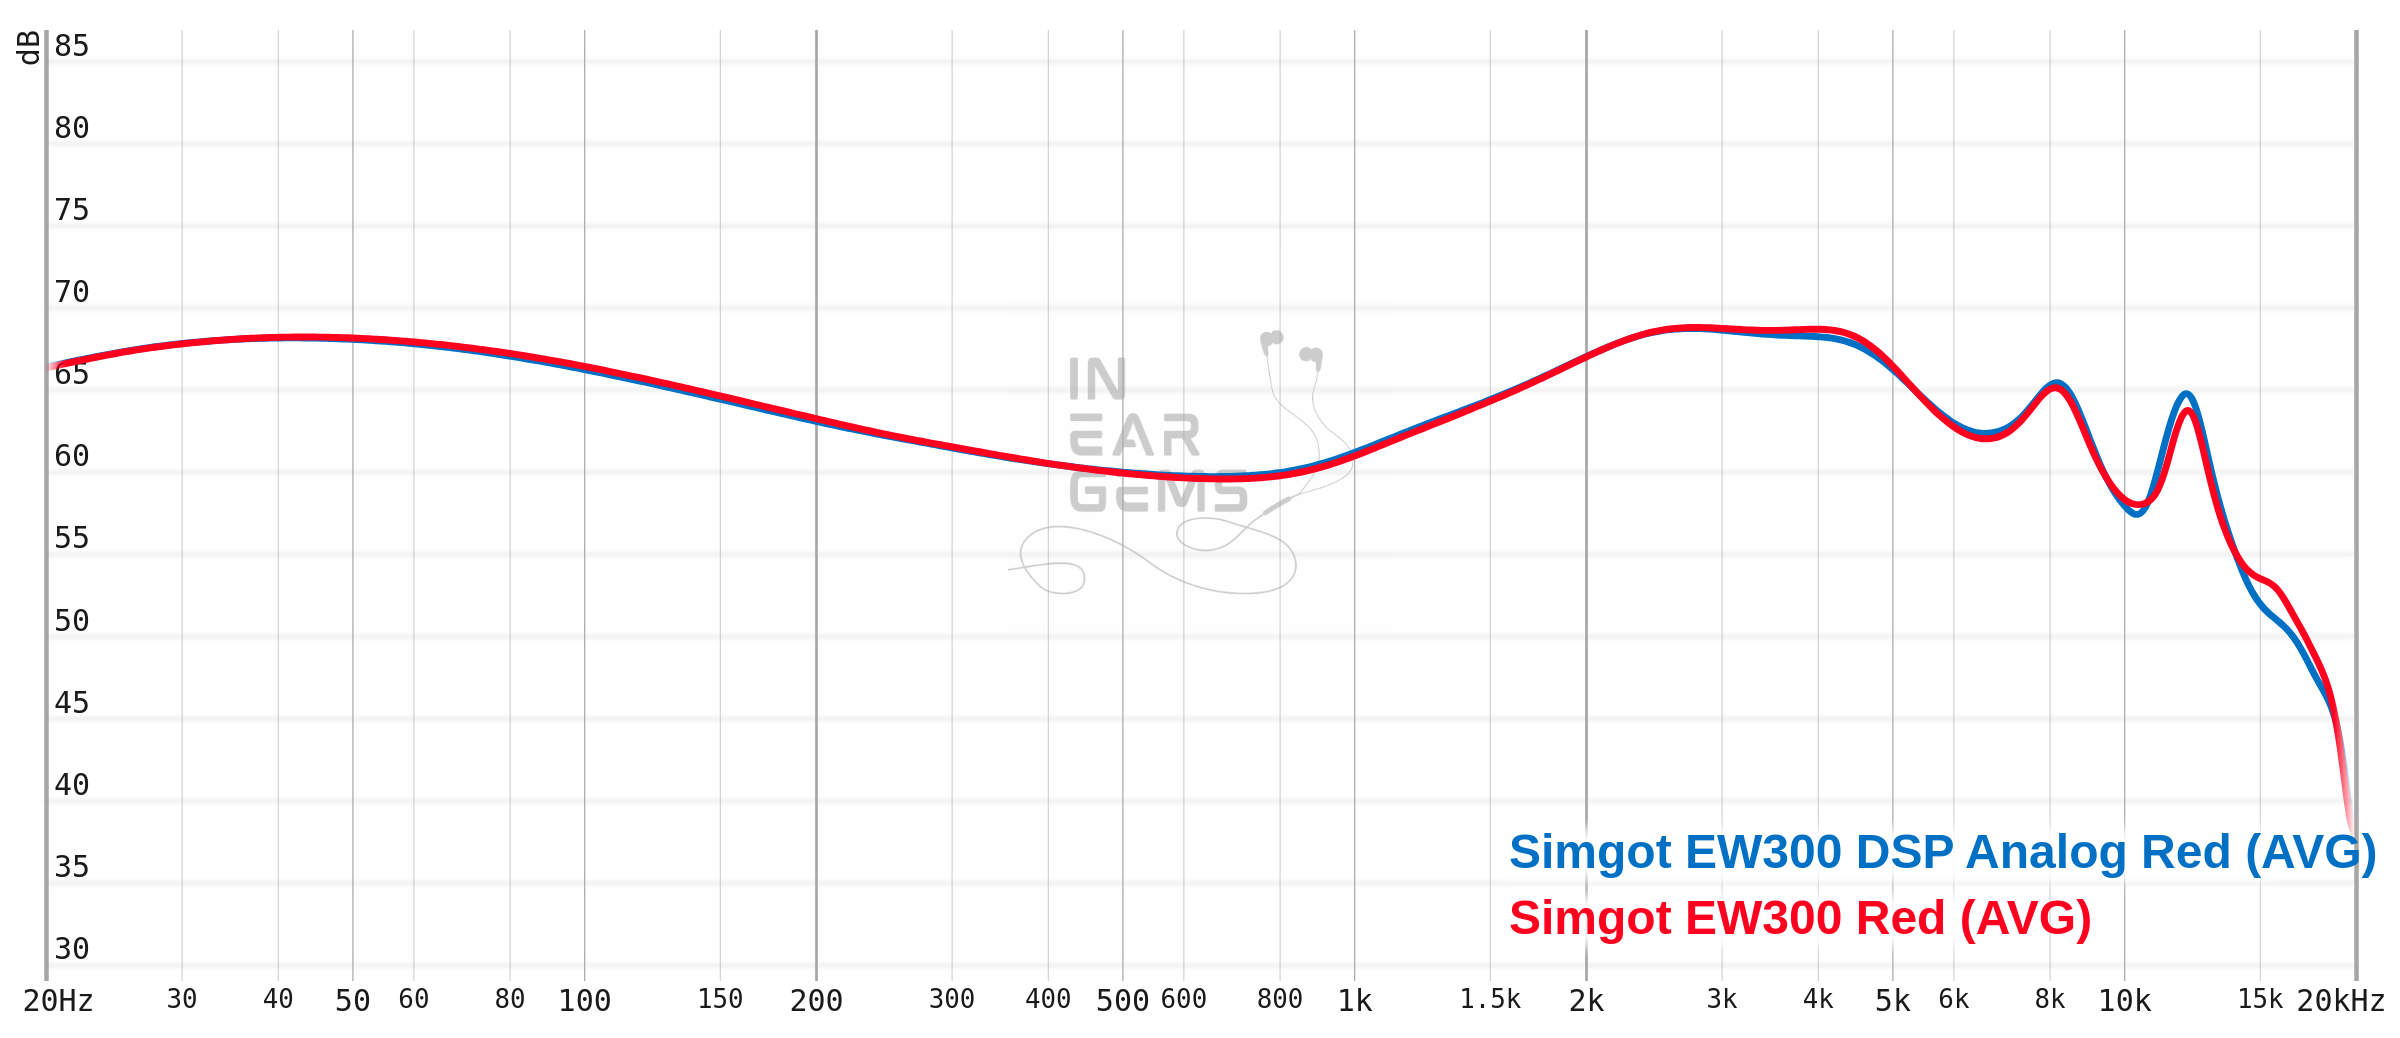 dB
85
80
75
70
65
60
55
50
45
40
35
30
IN
EAR
GEMS
Simgot EW300 DSP Analog Red (AVG)
Simgot EW300 Red (AVG)
20Hz 30 40 50 60 80 100 150 200 300 400 500 600 800 1k 1.5k 2k 3k 4k 5k 6k 8k 10k 15k 20kHz